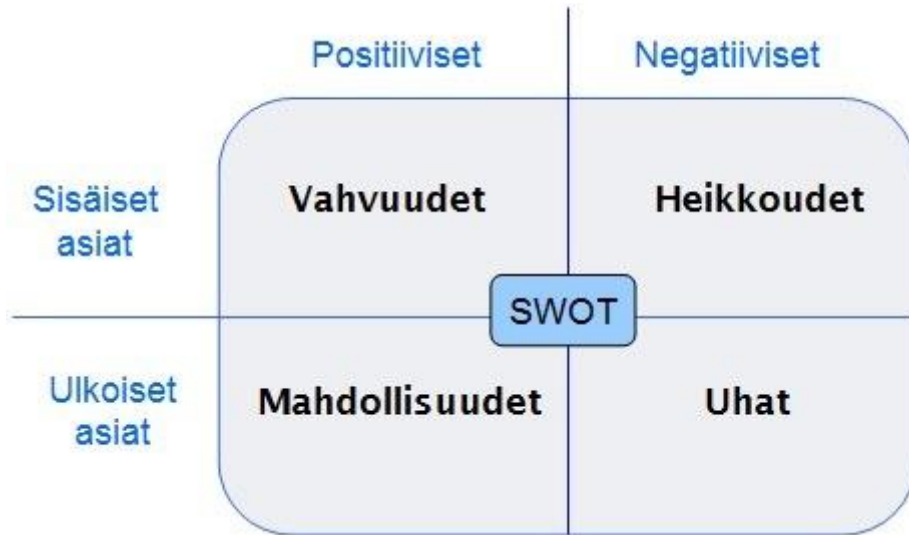 Positiiviset
Negatiiviset
Sisäiset
asiat
Vahvuudet
Heikkoudet
SWOT
Ulkoiset
asiat
Mahdollisuudet
Uhat